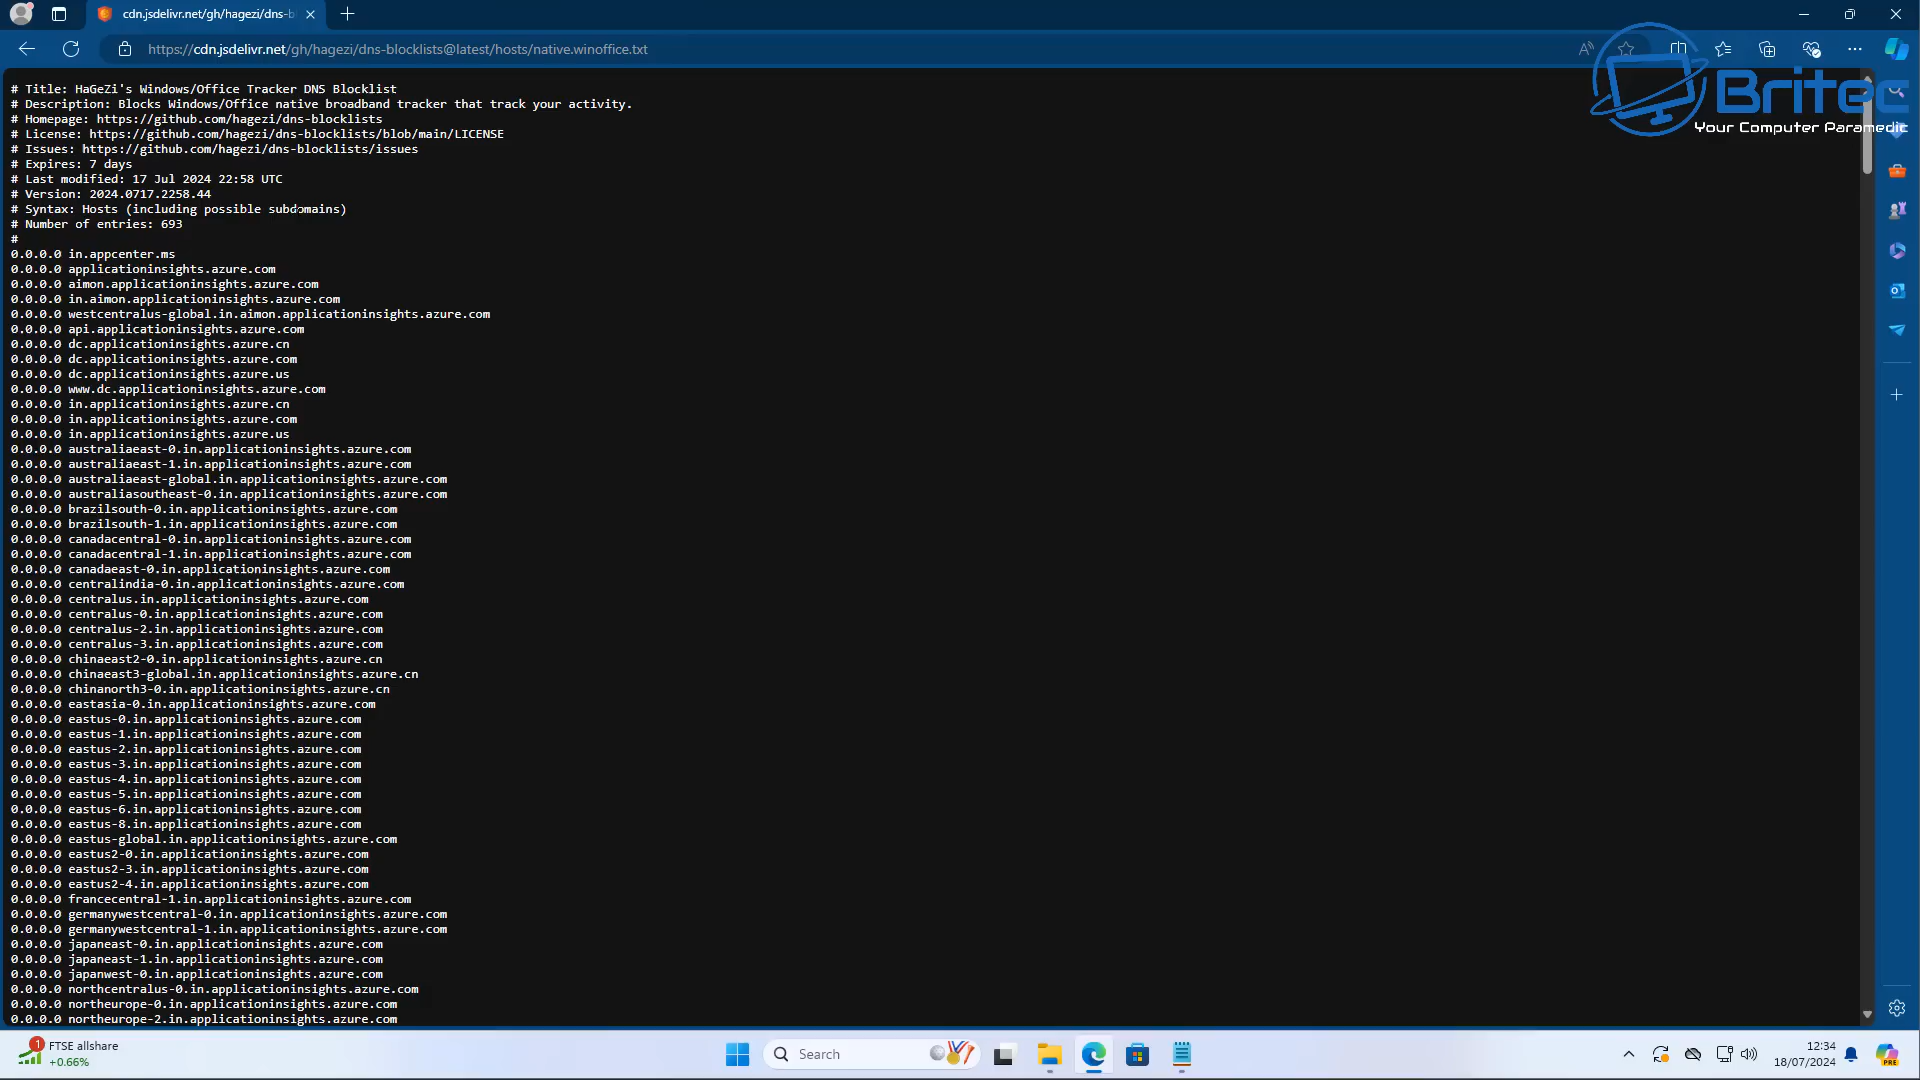 cdn.jsdelivr.net/gh/hagezi/dns-b
https://cdn.jsdelivr.net/gh/hagezi/dns-blocklists@latest/hosts/native.winoffice.txt
Britec
Your Computer Paramedic
# Title: HaGeZi's Windows/Office Tracker DNS Blocklist
# Description: Blocks Windows/Office native broadband tracker that track your activity.
# Homepage: https://github.com/hagezi/dns-blocklists
# License: https://github.com/hagezi/dns-blocklists/blob/main/LICENSE
# Issues: https://github.com/hagezi/dns-blocklists/issues
# Expires: 7 days
# Last modified: 17 Jul 2024 22:58 UTC
# Version: 2024.0717.2258.44
# Syntax: Hosts (including possible subdomains)
# Number of entries: 693
#
0.0.0.0 in.appcenter.ms
0.0.0.0 applicationinsights.azure.com
0.0.0.0 aimon.applicationinsights.azure.com
0.0.0.0 in.aimon.applicationinsights.azure.com
0.0.0.0 westcentralus-global.in.aimon.applicationinsights.azure.com
0.0.0.0 api.applicationinsights.azure.com
0.0.0.0 dc.applicationinsights.azure.cn
0.0.0.0 dc.applicationinsights.azure.com
0.0.0.0 dc.applicationinsights.azure.us
0.0.0.0 www.dc.applicationinsights.azure.com
0.0.0.0 in.applicationinsights.azure.cn
0.0.0.0 in.applicationinsights.azure.com
0.0.0.0 in.applicationinsights.azure.us
0.0.0.0 australiaeast-0.in.applicationinsights.azure.com
0.0.0.0 australiaeast-1.in.applicationinsights.azure.com
0.0.0.0 australiaeast-global.in.applicationinsights.azure.com
0.0.0.0 australiasoutheast-0.in.applicationinsights.azure.com
0.0.0.0 brazilsouth-0.in.applicationinsights.azure.com
0.0.0.0 brazilsouth-1.in.applicationinsights.azure.com
0.0.0.0 canadacentral-0.in.applicationinsights.azure.com
0.0.0.0 canadacentral-1.in.applicationinsights.azure.com
0.0.0.0 canadaeast-0.in.applicationinsights.azure.com
0.0.0.0 centralindia-0.in.applicationinsights.azure.com
0.0.0.0 centralus.in.applicationinsights.azure.com
0.0.0.0 centralus-0.in.applicationinsights.azure.com
0.0.0.0 centralus-2.in.applicationinsights.azure.com
0.0.0.0 centralus-3.in.applicationinsights.azure.com
0.0.0.0 chinaeast2-0.in.applicationinsights.azure.cn
0.0.0.0 chinaeast3-global.in.applicationinsights.azure.cn
0.0.0.0 chinanorth3-0.in.applicationinsights.azure.cn
0.0.0.0 eastasia-0.in.applicationinsights.azure.com
0.0.0.0 eastus-0.in.applicationinsights.azure.com
0.0.0.0 eastus-1.in.applicationinsights.azure.com
0.0.0.0 eastus-2.in.applicationinsights.azure.com
0.0.0.0 eastus-3.in.applicationinsights.azure.com
0.0.0.0 eastus-4.in.applicationinsights.azure.com
0.0.0.0 eastus-5.in.applicationinsights.azure.com
0.0.0.0 eastus-6.in.applicationinsights.azure.com
0.0.0.0 eastus-8.in.applicationinsights.azure.com
0.0.0.0 eastus-global.in.applicationinsights.azure.com
0.0.0.0 eastus2-0.in.applicationinsights.azure.com
0.0.0.0 eastus2-3.in.applicationinsights.azure.com
0.0.0.0 eastus2-4.in.applicationinsights.azure.com
0.0.0.0 francecentral-1.in.applicationinsights.azure.com
0.0.0.0 germanywestcentral-0.in.applicationinsights.azure.com
0.0.0.0 germanywestcentral-1.in.applicationinsights.azure.com
0.0.0.0 japaneast-0.in.applicationinsights.azure.com
0.0.0.0 japaneast-1.in.applicationinsights.azure.com
0.0.0.0 japanwest-0.in.applicationinsights.azure.com
0.0.0.0 northcentralus-0.in.applicationinsights.azure.com
0.0.0.0 northeurope-0.in.applicationinsights.azure.com
0.0.0.0 northeurope-2.in.applicationinsights.azure.com
1
FTSE allshare
+0.66%
Search
12:34
18/07/2024
PRE